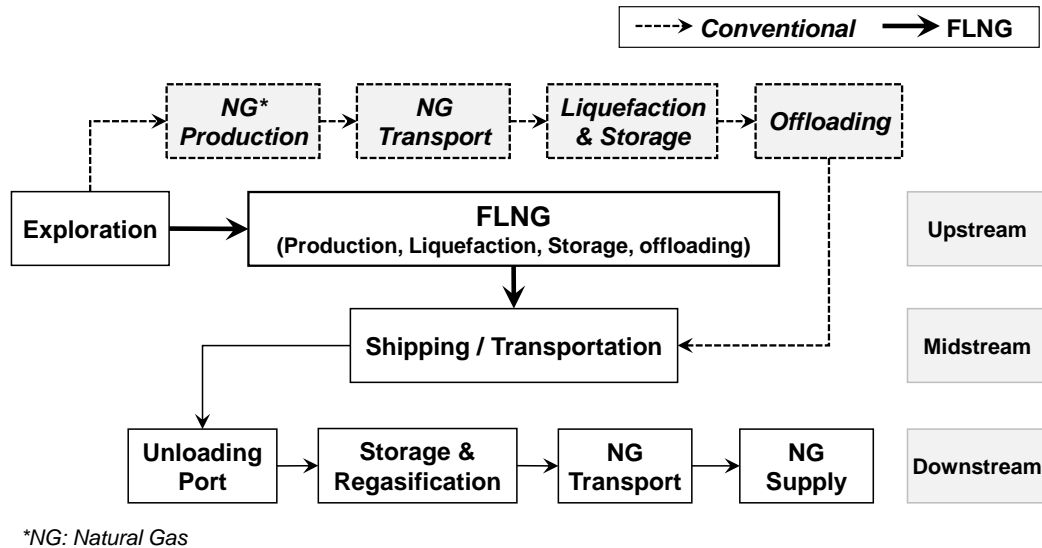 Conventional FLNG
NG*
Production
NG
Transport
Liquefaction
& Storage
Offloading
Exploration
FLNG
(Production, Liquefaction, Storage, offloading)
Upstream
Shipping / Transportation
Midstream
Unloading
Port
Storage &
Regasification
NG
Transport
NG
Supply
Downstream
*NG: Natural Gas